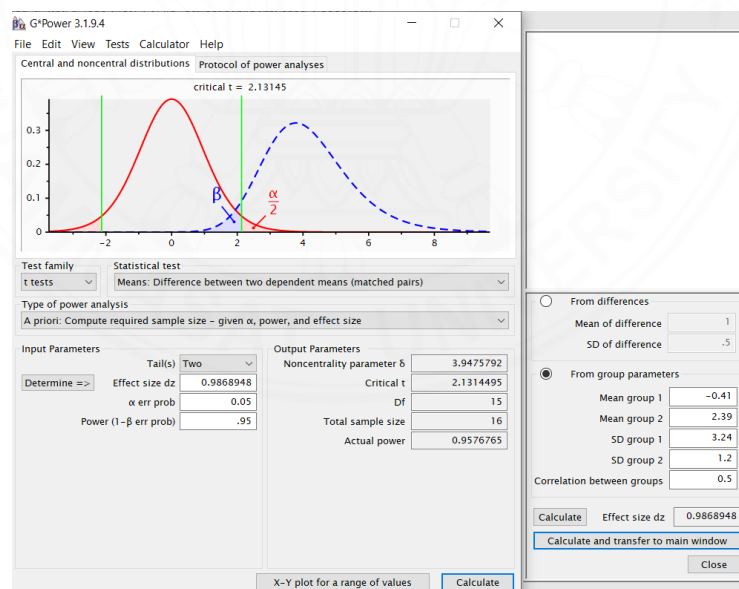 G*Power 3.1.9.4
File Edit View Tests Calculator Help
Central and noncentral distributions Protocol of power analyses
critical t = 2.13145
0.3
0.2
0.1
0
-2 0 2 4 6 8
β
α
2
Test family Statistical test
t tests Means: Difference between two dependent means (matched pairs)
Type of power analysis
A priori: Compute required sample size - given α, power, and effect size
Input Parameters
Tail(s) Two
Determine => Effect size dz 0.9868948
α err prob 0.05
Power (1-β err prob) .95
Output Parameters
Noncentrality parameter δ 3.9475792
Critical t 2.1314495
Df 15
Total sample size 16
Actual power 0.9576765
X-Y plot for a range of values Calculate
From differences
Mean of difference 1
SD of difference .5
From group parameters
Mean group 1 -0.41
Mean group 2 2.39
SD group 1 3.24
SD group 2 1.2
Correlation between groups 0.5
Calculate Effect size dz 0.9868948
Calculate and transfer to main window
Close